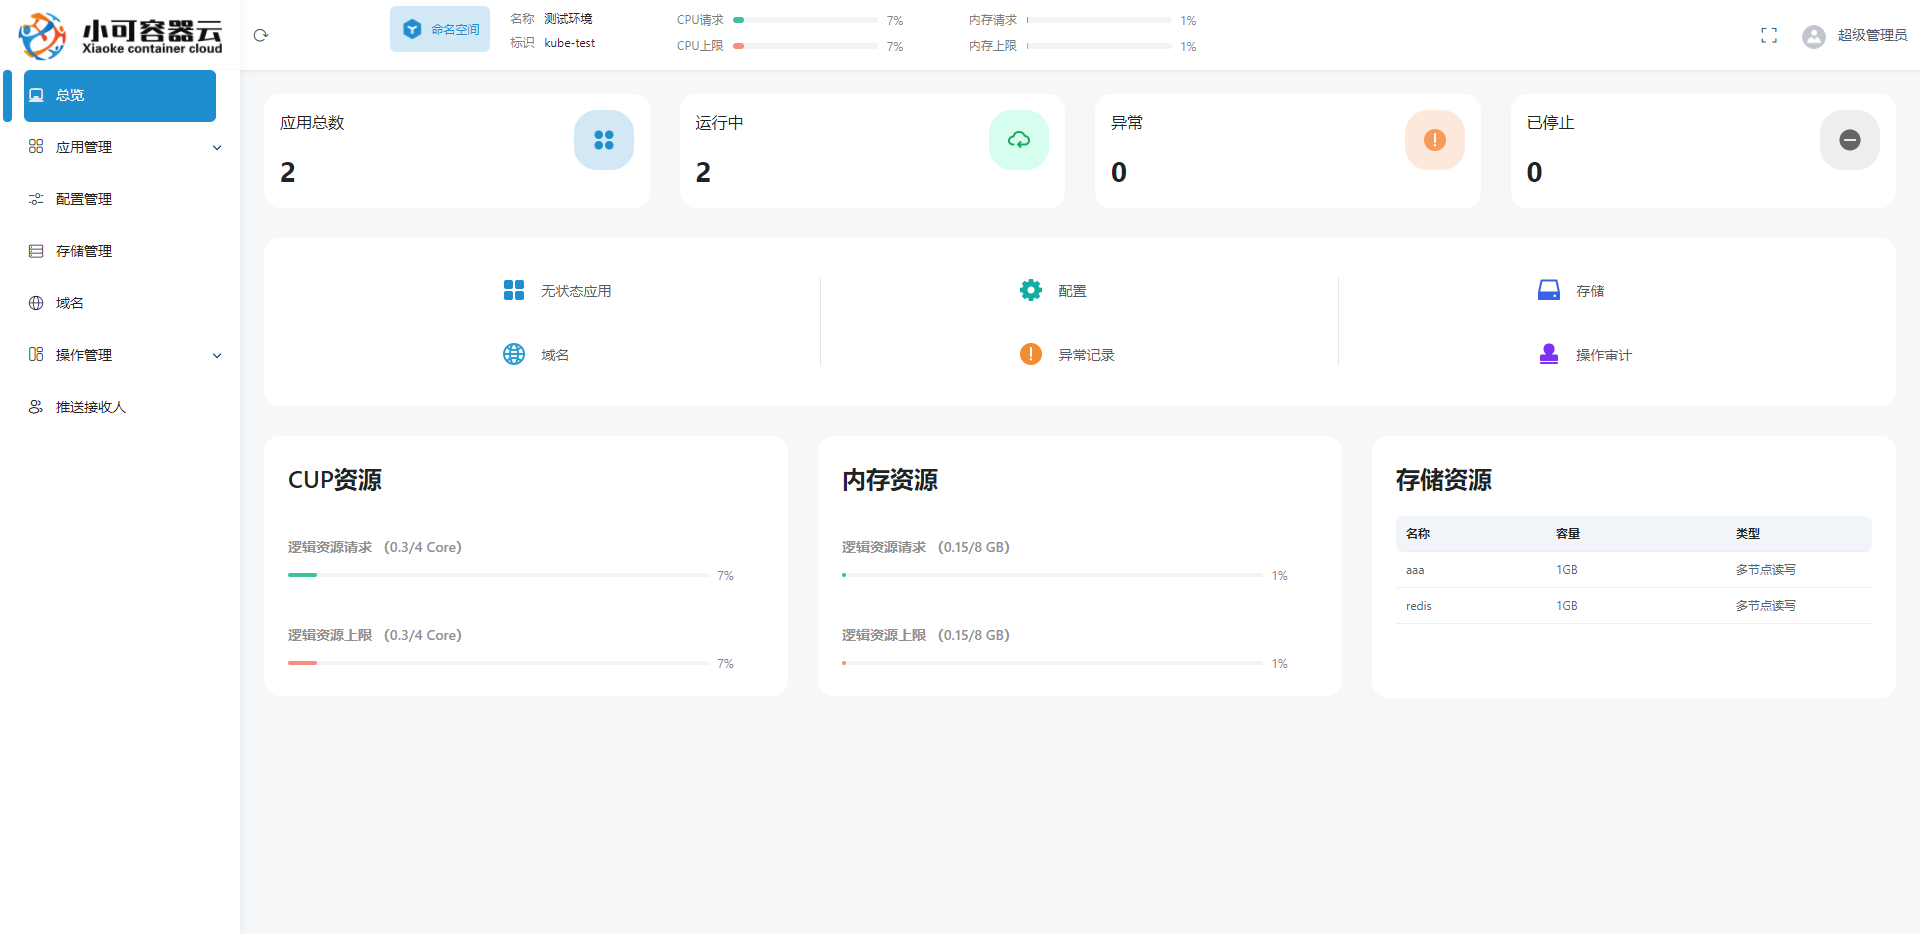 小可容器云
Xiaoke container cloud
命名空间
名称 测试环境
标识 kube-test
CPU请求 7%
CPU上限 7%
内存请求 1%
内存上限 1%
超级管理员
总览
应用管理
配置管理
存储管理
域名
操作管理
推送接收人
应用总数
2
运行中
2
异常
0
已停止
0
无状态应用
配置
存储
域名
异常记录
操作审计
CUP资源
逻辑资源请求 （0.3/4 Core）
7%
逻辑资源上限 （0.3/4 Core）
7%
内存资源
逻辑资源请求 （0.15/8 GB）
1%
逻辑资源上限 （0.15/8 GB）
1%
存储资源
名称 容量 类型
aaa 1GB 多节点读写
redis 1GB 多节点读写